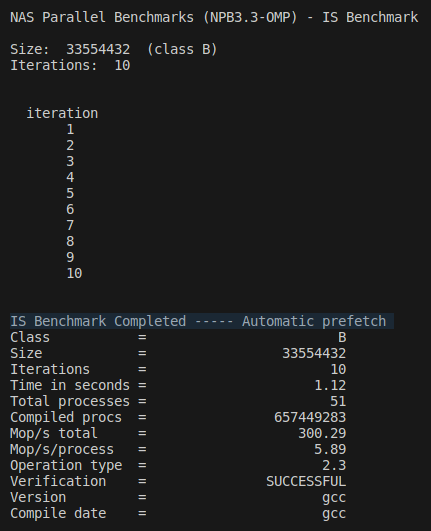 NAS Parallel Benchmarks (NPB3.3-OMP) - IS Benchmark
Size:  33554432  (class B)
Iterations:  10
iteration
1
2
3
4
5
6
7
8
9
10
IS Benchmark Completed ----- Automatic prefetch
Class           =                        B
Size            =                 33554432
Iterations      =                       10
Time in seconds =                     1.12
Total processes =                       51
Compiled procs  =                657449283
Mop/s total     =                   300.29
Mop/s/process   =                     5.89
Operation type  =                      2.3
Verification    =               SUCCESSFUL
Version         =                      gcc
Compile date    =                      gcc